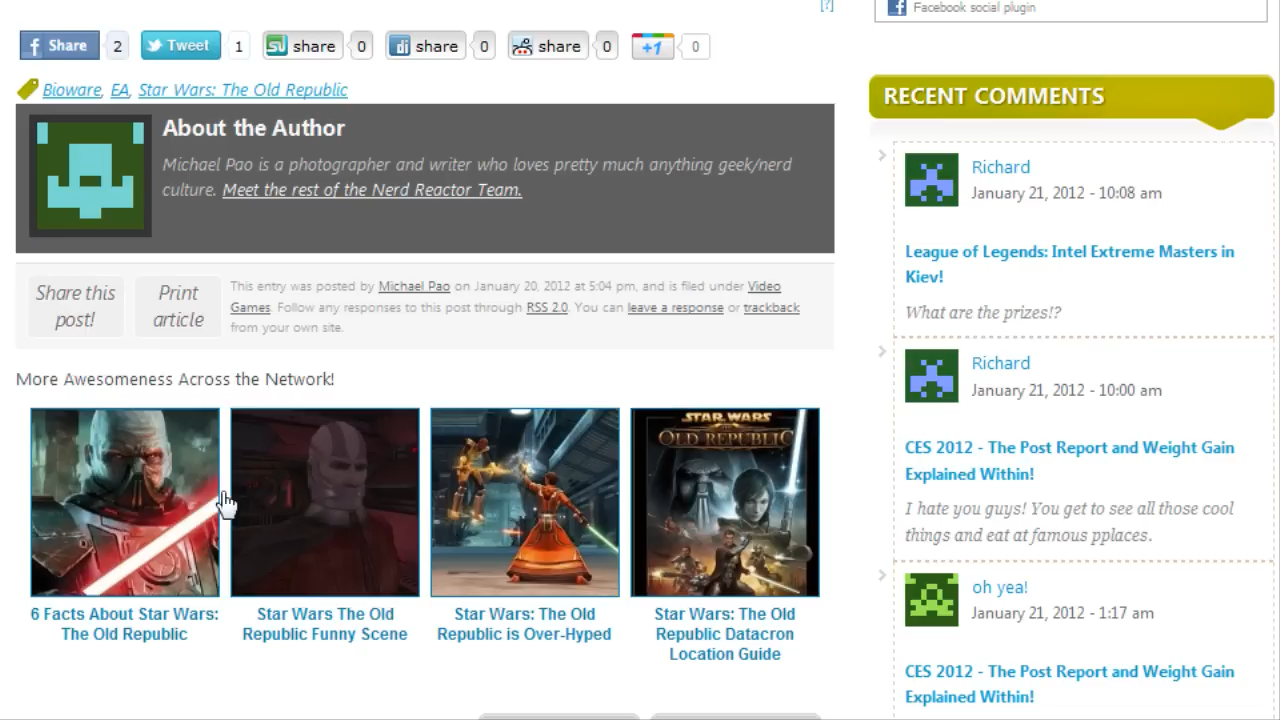 [?]
Facebook social plugin
Share 2 Tweet 1 share 0 share 0 share 0 +1 0
Bioware, EA, Star Wars: The Old Republic
About the Author
Michael Pao is a photographer and writer who loves pretty much anything geek/nerd
culture. Meet the rest of the Nerd Reactor Team.
Share this
post!
Print
article
This entry was posted by Michael Pao on January 20, 2012 at 5:04 pm, and is filed under Video
Games. Follow any responses to this post through RSS 2.0. You can leave a response or trackback
from your own site.
More Awesomeness Across the Network!
STAR WARS
THE
OLD REPUBLIC
6 Facts About Star Wars:
The Old Republic
Star Wars The Old
Republic Funny Scene
Star Wars: The Old
Republic is Over-Hyped
Star Wars: The Old
Republic Datacron
Location Guide
RECENT COMMENTS
Richard
January 21, 2012 - 10:08 am
League of Legends: Intel Extreme Masters in
Kiev!
What are the prizes!?
Richard
January 21, 2012 - 10:00 am
CES 2012 - The Post Report and Weight Gain
Explained Within!
I hate you guys! You get to see all those cool
things and eat at famous pplaces.
oh yea!
January 21, 2012 - 1:17 am
CES 2012 - The Post Report and Weight Gain
Explained Within!